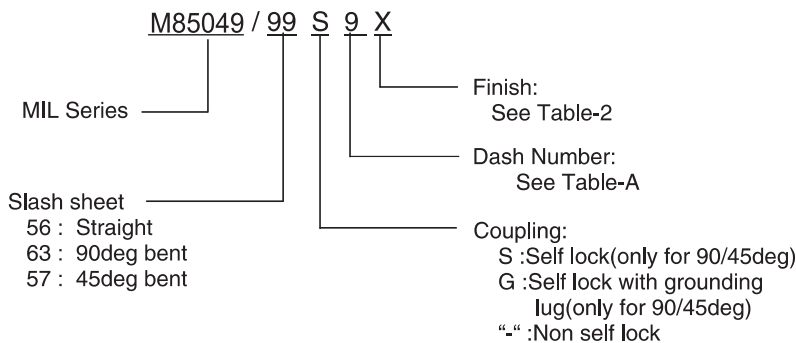 M85049 / 99 S 9 X
MIL Series
Finish:
See Table-2
Dash Number:
See Table-A
Slash sheet
56 : Straight
63 : 90deg bent
57 : 45deg bent
Coupling:
S :Self lock(only for 90/45deg)
G :Self lock with grounding
lug(only for 90/45deg)
“-“ :Non self lock